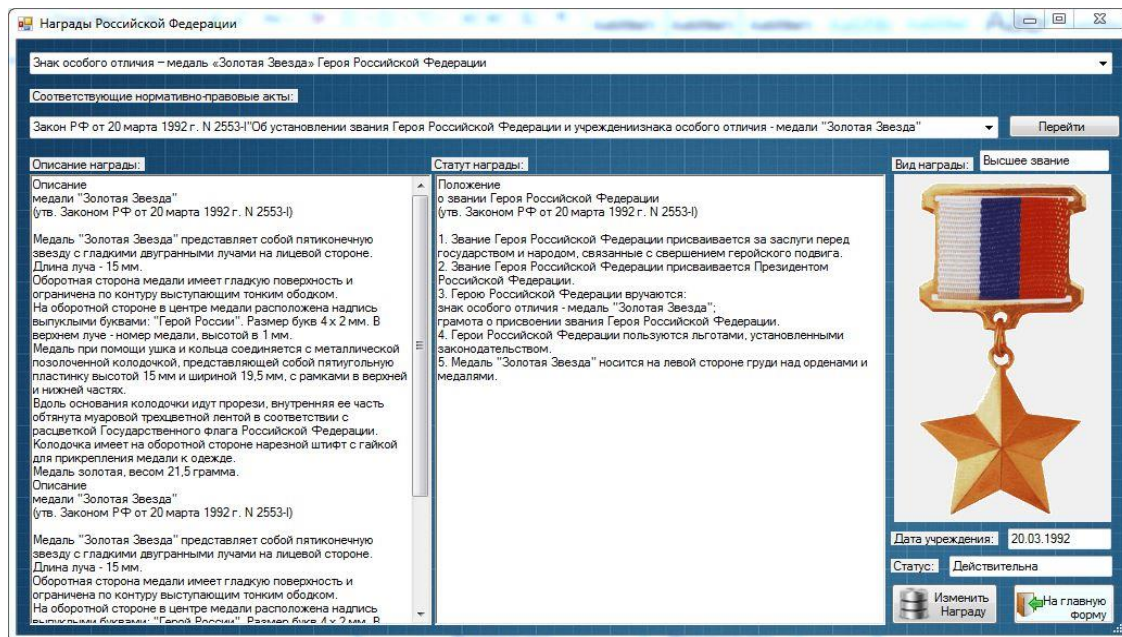 Награды Российской Федерации
Знак особого отличия – медаль «Золотая Звезда» Героя Российской Федерации
Соответствующие нормативно-правовые акты:
Закон РФ от 20 марта 1992 г. N 2553-I"Об установлении звания Героя Российской Федерации и учреждениизнака особого отличия - медали "Золотая Звезда"
Перейти
Описание награды:
Описание
медали "Золотая Звезда"
(утв. Законом РФ от 20 марта 1992 г. N 2553-I)
Медаль "Золотая Звезда" представляет собой пятиконечную
звезду с гладкими двугранными лучами на лицевой стороне.
Длина луча - 15 мм.
Оборотная сторона медали имеет гладкую поверхность и
ограничена по контуру выступающим тонким ободком.
На оборотной стороне в центре медали расположена надпись
выпуклыми буквами: "Герой России". Размер букв 4 x 2 мм. В
верхнем луче - номер медали, высотой в 1 мм.
Медаль при помощи ушка и кольца соединяется с металлической
позолоченной колодочкой, представляющей собой пятиугольную
пластинку высотой 15 мм и шириной 19,5 мм, с рамками в верхней
и нижней частях.
Вдоль основания колодочки идут прорези, внутренняя ее часть
обтянута муаровой трехцветной лентой в соответствии с
расцветкой Государственного флага Российской Федерации.
Колодочка имеет на оборотной стороне нарезной штифт с гайкой
для прикрепления медали к одежде.
Медаль золотая, весом 21,5 грамма.
Описание
медали "Золотая Звезда"
(утв. Законом РФ от 20 марта 1992 г. N 2553-I)
Медаль "Золотая Звезда" представляет собой пятиконечную
звезду с гладкими двугранными лучами на лицевой стороне.
Длина луча - 15 мм.
Оборотная сторона медали имеет гладкую поверхность и
ограничена по контуру выступающим тонким ободком.
На оборотной стороне в центре медали расположена надпись
выпуклыми буквами: "Герой России". Размер букв 4 x 2 мм. В
Статут награды:
Положение
о звании Героя Российской Федерации
(утв. Законом РФ от 20 марта 1992 г. N 2553-I)
1. Звание Героя Российской Федерации присваивается за заслуги перед
государством и народом, связанные с свершением геройского подвига.
2. Звание Героя Российской Федерации присваивается Президентом
Российской Федерации.
3. Герою Российской Федерации вручаются:
знак особого отличия - медаль "Золотая Звезда";
грамота о присвоении звания Героя Российской Федерации.
4. Герои Российской Федерации пользуются льготами, установленными
законодательством.
5. Медаль "Золотая Звезда" носится на левой стороне груди над орденами и
медалями.
Вид награды: Высшее звание
Дата учреждения: 20.03.1992
Статус: Действительна
Изменить
Награду
На главную
форму